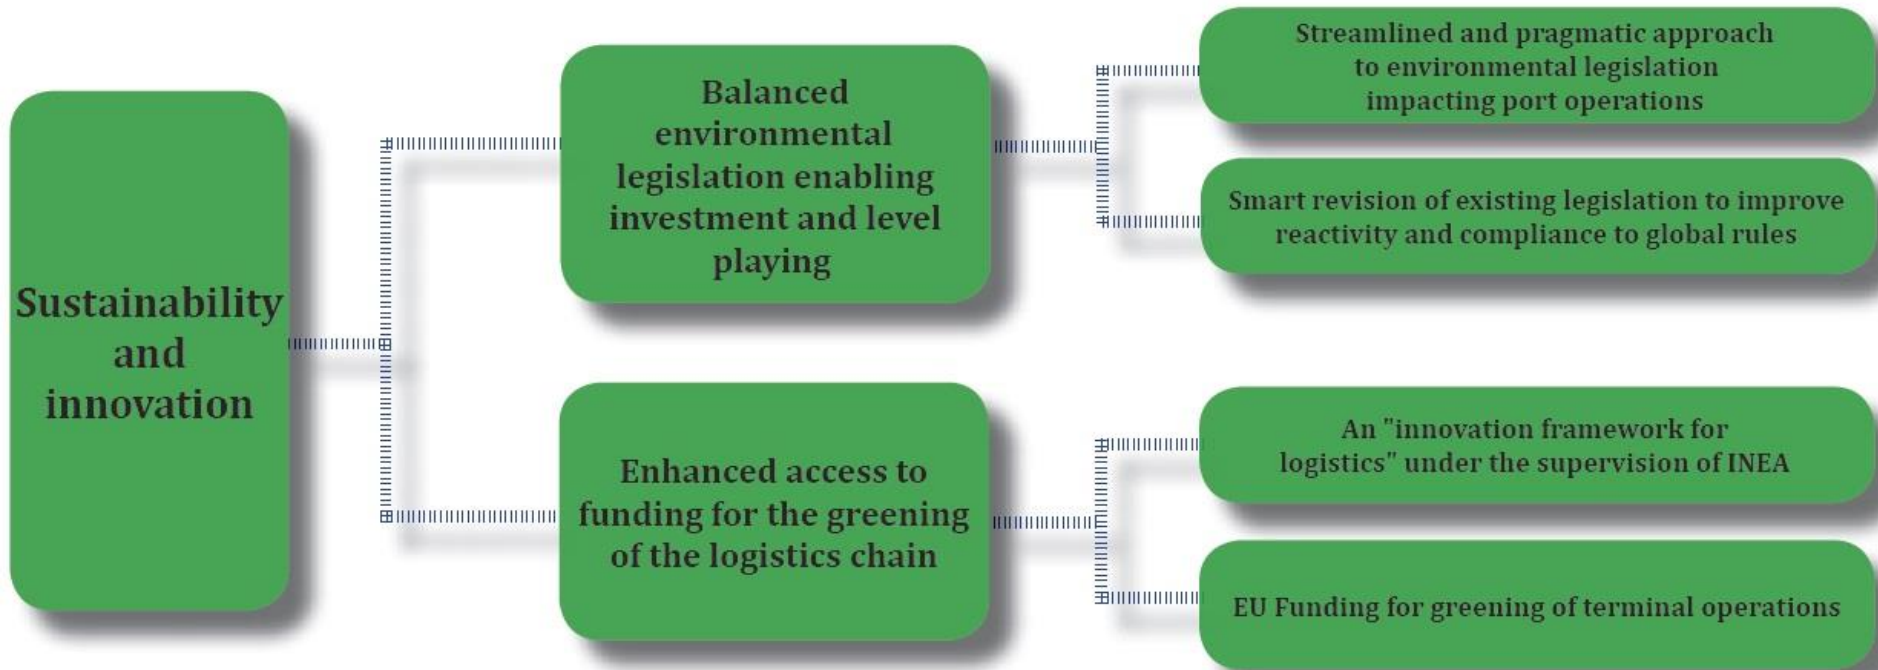 Sustainability
and
innovation
Balanced
environmental
legislation enabling
investment and level
playing
Enhanced access to
funding for the greening
of the logistics chain
Streamlined and pragmatic approach
to environmental legislation
impacting port operations
Smart revision of existing legislation to improve
reactivity and compliance to global rules
An "innovation framework for
logistics" under the supervision of INEA
EU Funding for greening of terminal operations